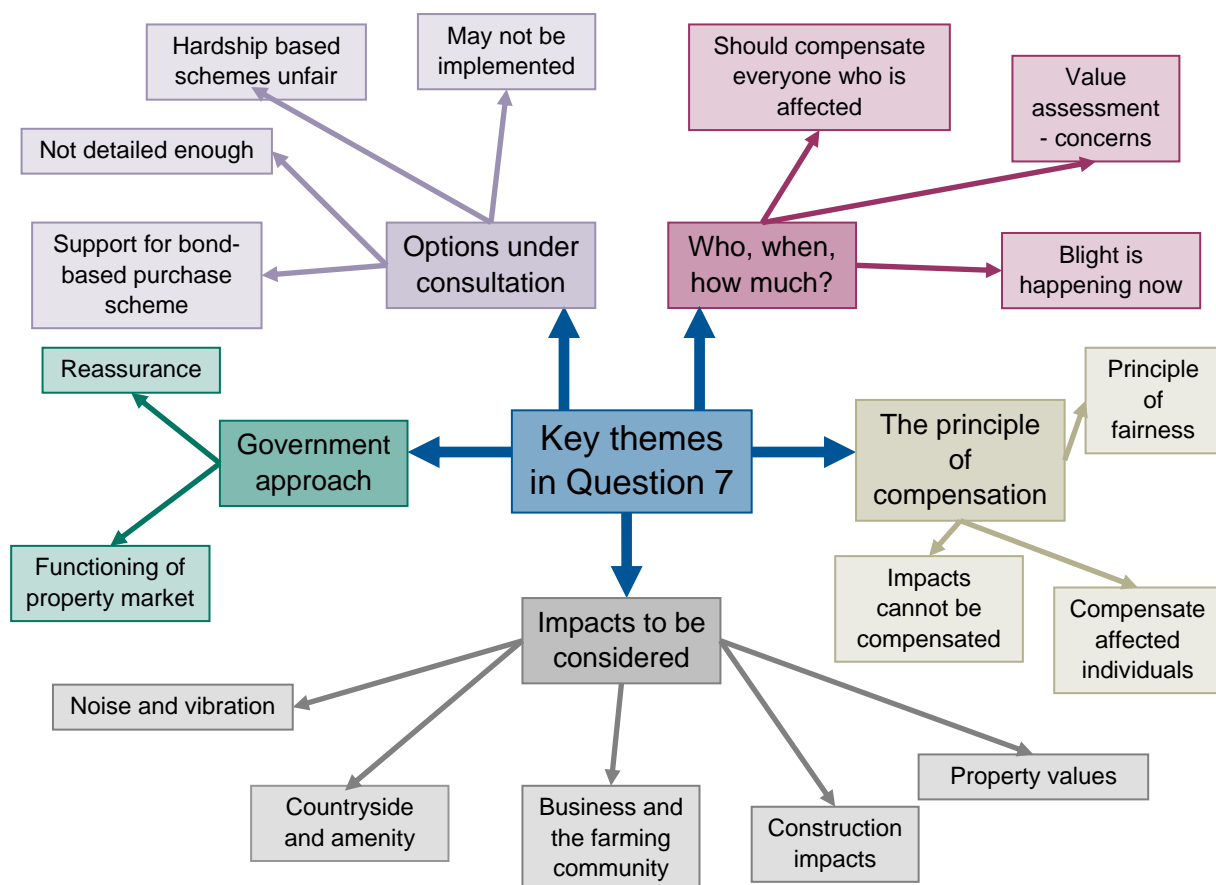 Hardship based
schemes unfair
May not be
implemented
Should compensate
everyone who is
affected
Value
assessment
- concerns
Not detailed enough
Support for bond-
based purchase
scheme
Options under
consultation
Who, when,
how much?
Blight is
happening now
Reassurance
Government
approach
Key themes
in Question 7
The principle
of
compensation
Principle
of
fairness
Functioning of
property market
Impacts to be
considered
Impacts
cannot be
compensated
Compensate
affected
individuals
Noise and vibration
Countryside
and amenity
Business and
the farming
community
Construction
impacts
Property values